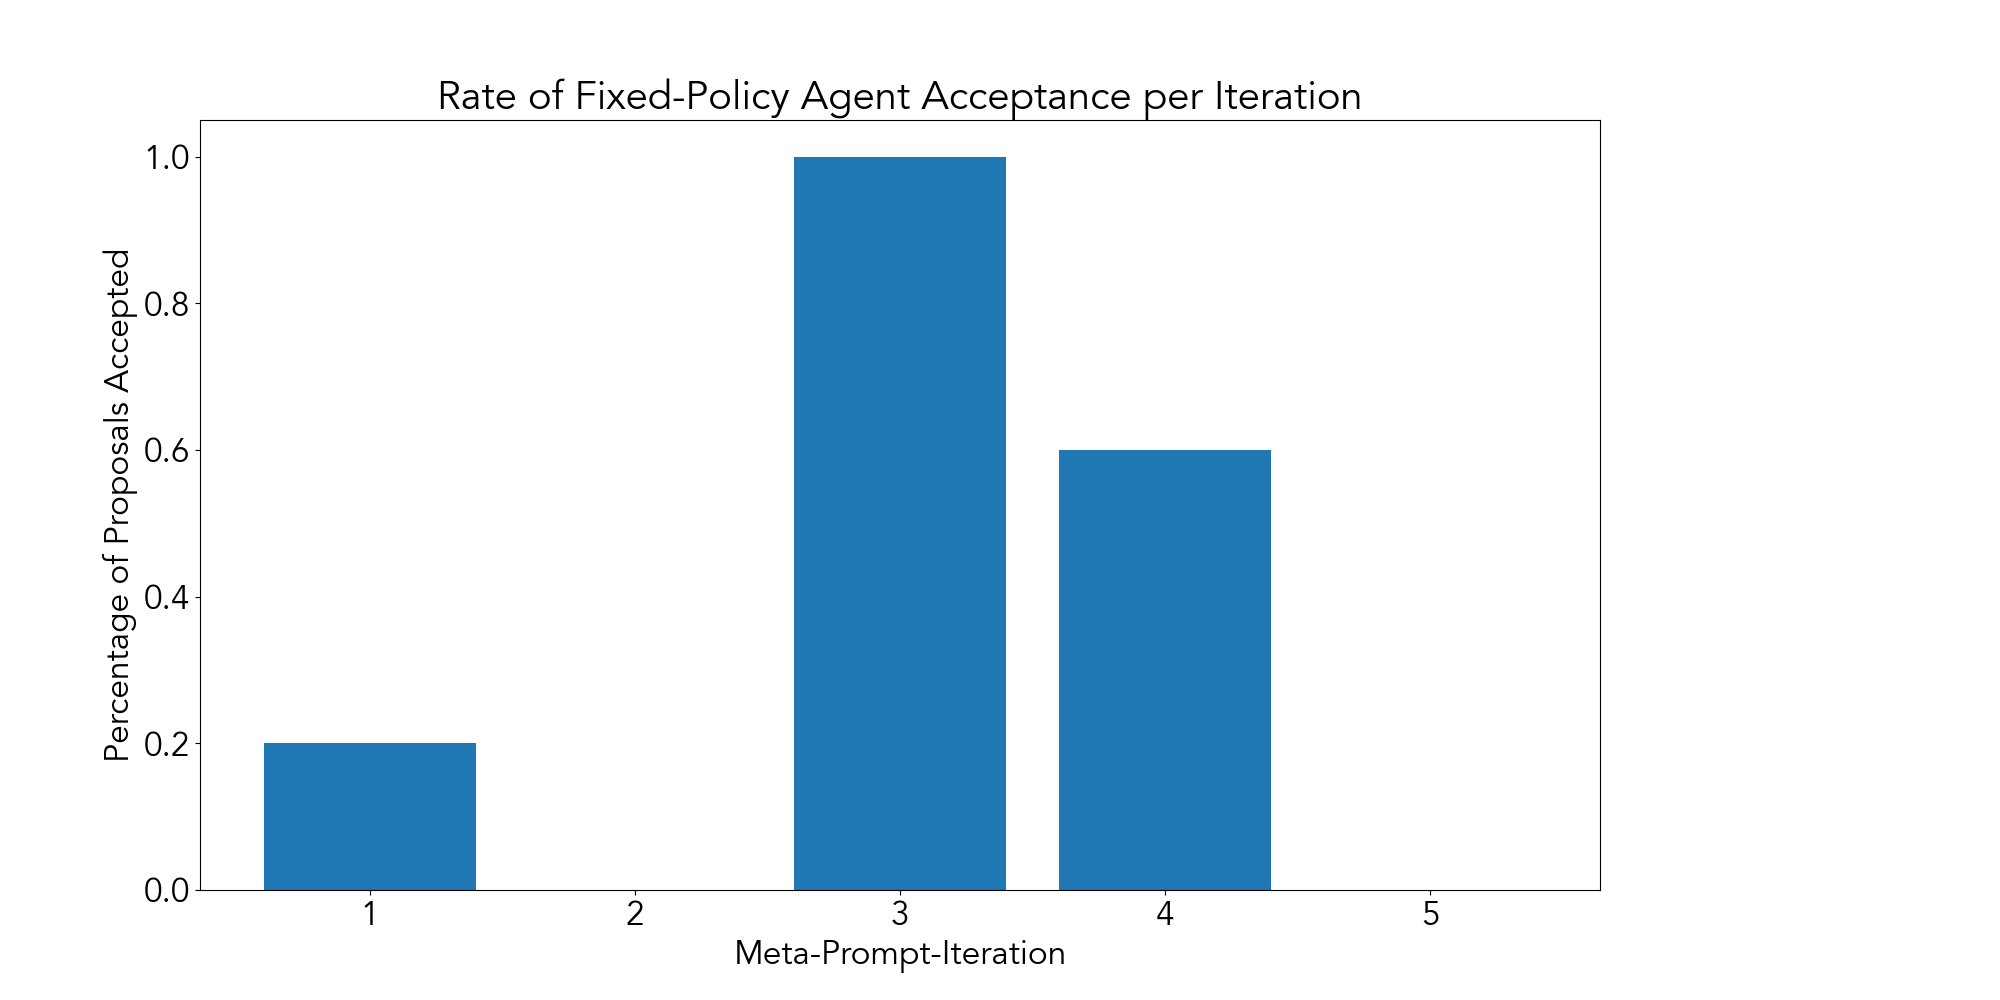 Rate of Fixed-Policy Agent Acceptance per Iteration
Percentage of Proposals Accepted
1.0
0.8
0.6
0.4
0.2
0.0
1 2 3 4 5
Meta-Prompt-Iteration